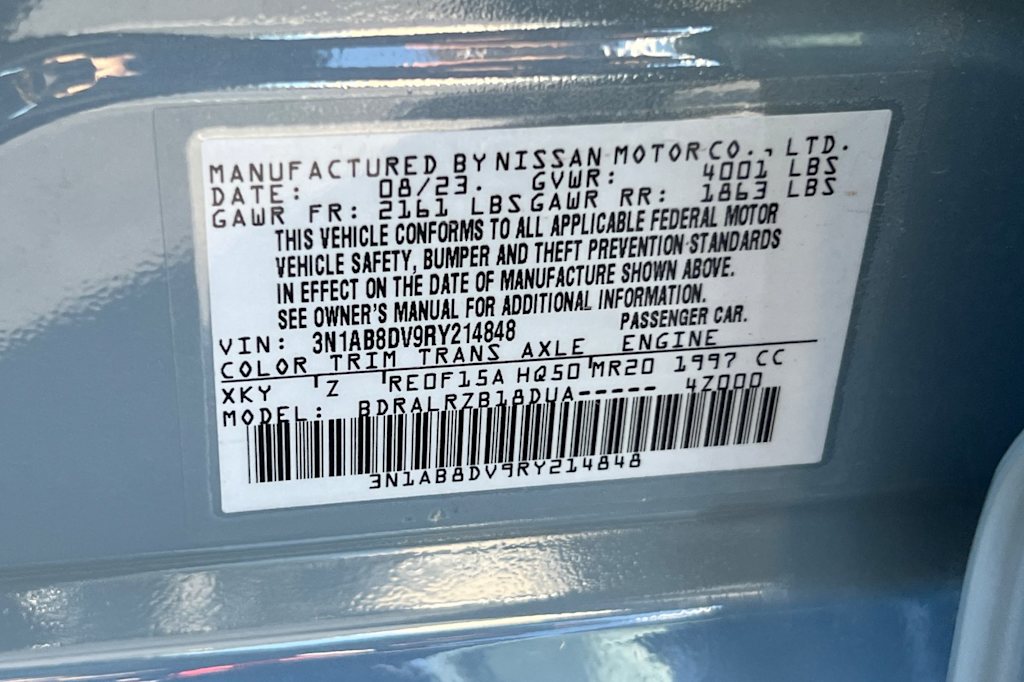 MANUFACTURED BY NISSAN MOTOR CO., LTD.
DATE: 08/23. GVWR: 4001 LBS
GAWR FR: 2161 LBS GAWR RR: 1863 LBS
THIS VEHICLE CONFORMS TO ALL APPLICABLE FEDERAL MOTOR
VEHICLE SAFETY, BUMPER AND THEFT PREVENTION STANDARDS
IN EFFECT ON THE DATE OF MANUFACTURE SHOWN ABOVE.
SEE OWNER'S MANUAL FOR ADDITIONAL INFORMATION.
VIN: 3N1AB8DV9RY214848 PASSENGER CAR.
COLOR TRIM TRANS AXLE ENGINE
XKY Z RE0F15A HQ50 MR20 1997 CC
MODEL: BDRALRZB18DUA----- 4Z000
3N1AB8DV9RY214848